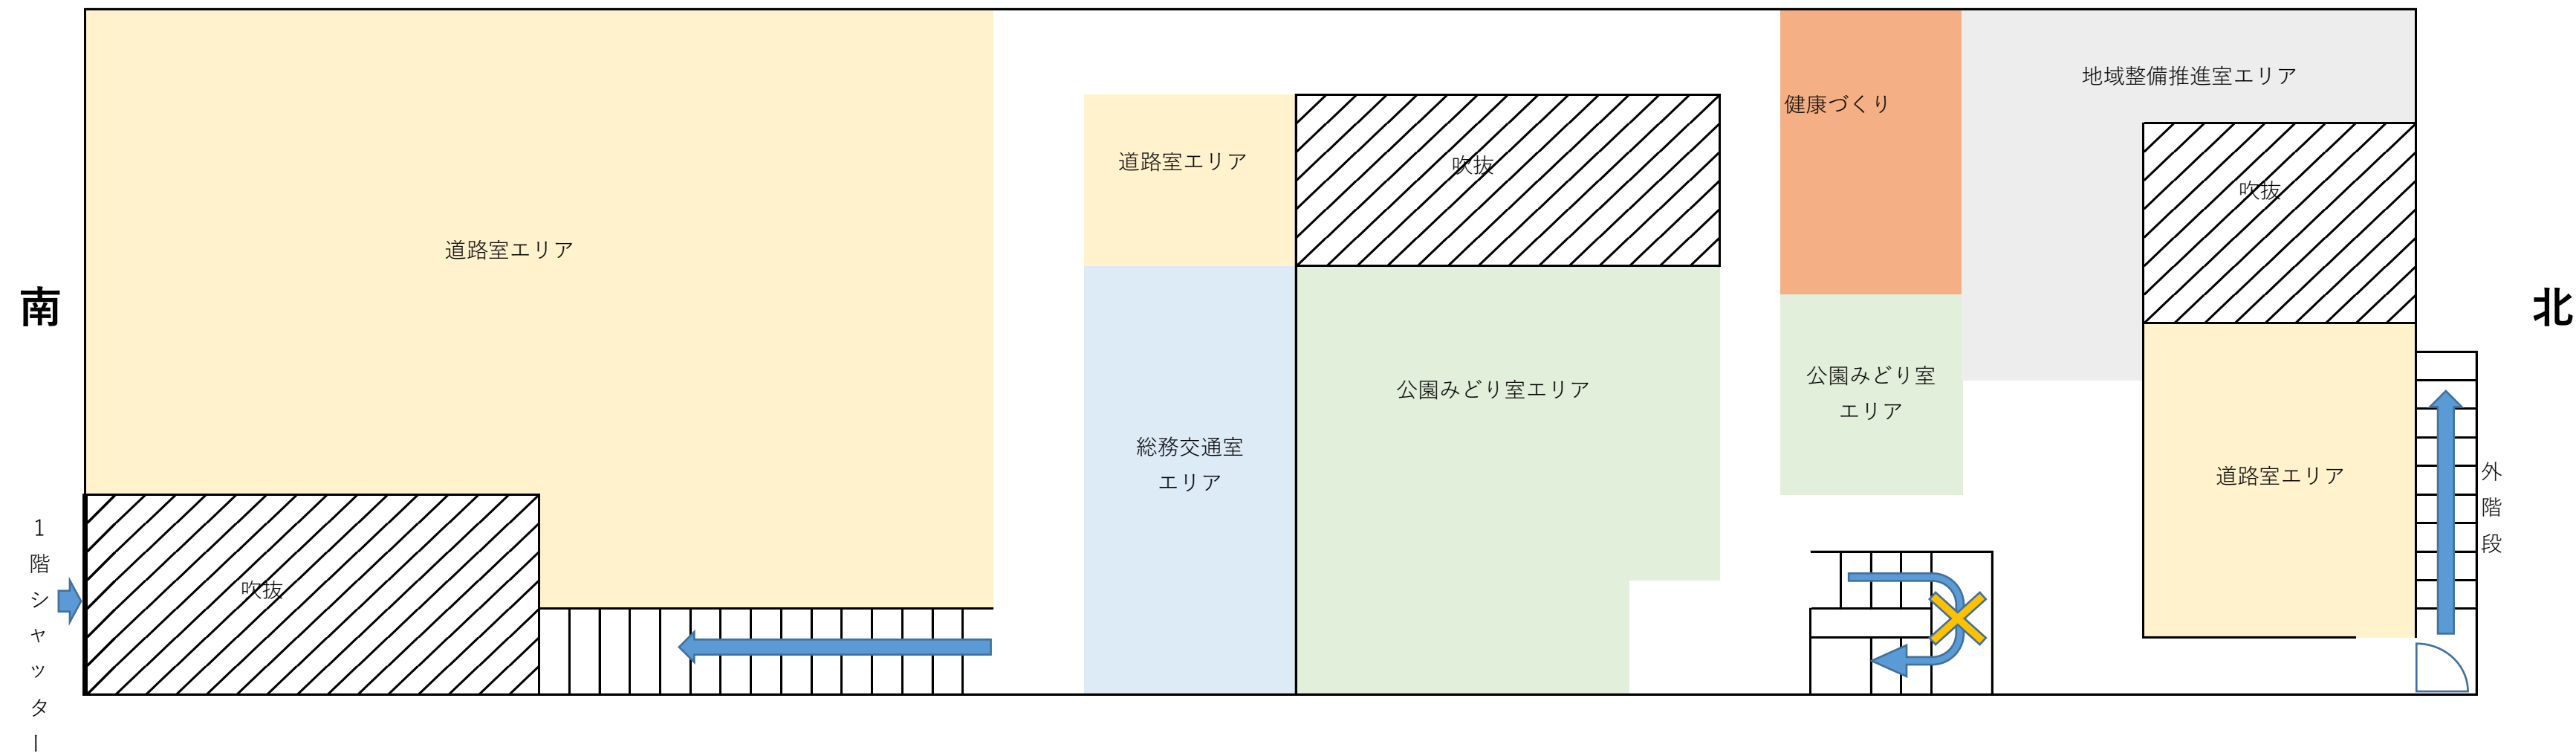 地域整備推進室エリア
健康づくり
道路室エリア
吹抜
吹抜
道路室エリア
南
北
公園みどり室エリア
公園みどり室
エリア
総務交通室
エリア
道路室エリア
外階段
1階シャッター
吹抜